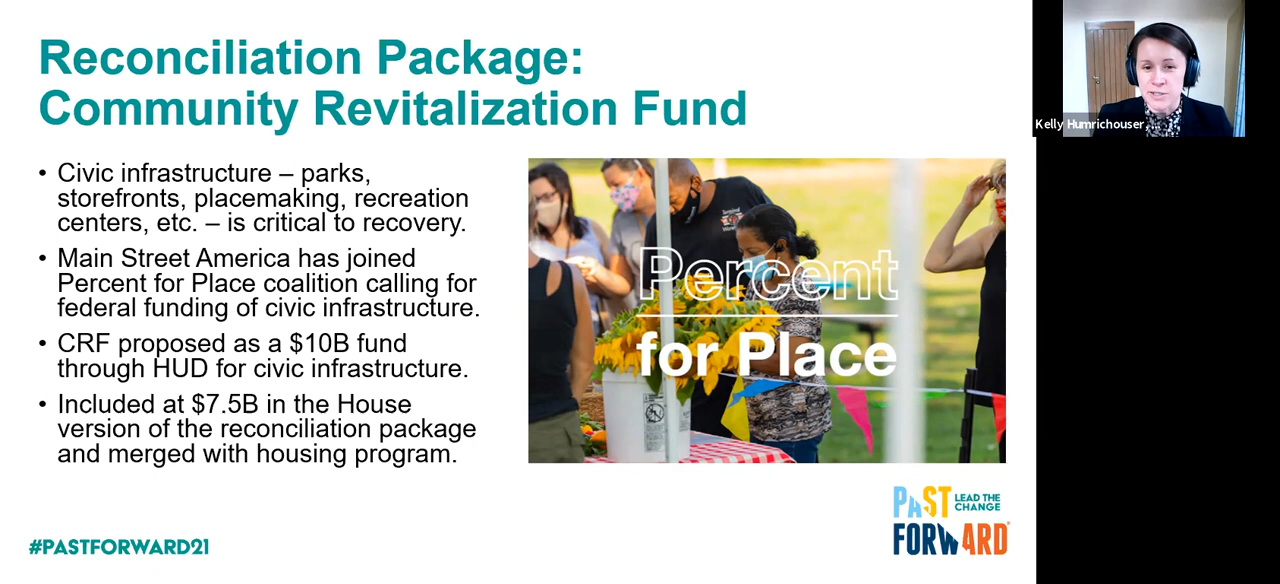 Reconciliation Package:
Community Revitalization Fund
• Civic infrastructure – parks,
storefronts, placemaking, recreation
centers, etc. – is critical to recovery.
• Main Street America has joined
Percent for Place coalition calling for
federal funding of civic infrastructure.
• CRF proposed as a $10B fund
through HUD for civic infrastructure.
• Included at $7.5B in the House
version of the reconciliation package
and merged with housing program.
Percent
for Place
#PASTFORWARD21
PAST
LEAD THE
CHANGE
FORWARD
Kelly Humrichouser